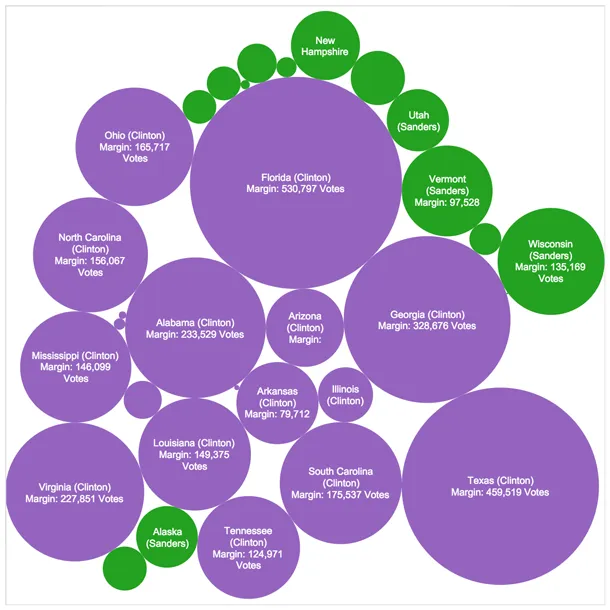 New
Hampshire
Utah
(Sanders)
Ohio (Clinton)
Margin: 165,717
Votes
Florida (Clinton)
Margin: 530,797 Votes
Vermont
(Sanders)
Margin: 97,528
North Carolina
(Clinton)
Margin: 156,067
Votes
Wisconsin
(Sanders)
Margin: 135,169
Votes
Alabama (Clinton)
Margin: 233,529 Votes
Arizona
(Clinton)
Margin:
Georgia (Clinton)
Margin: 328,676 Votes
Mississippi (Clinton)
Margin: 146,099
Votes
Arkansas
(Clinton)
Margin: 79,712
Illinois
(Clinton)
Louisiana (Clinton)
Margin: 149,375
Votes
Virginia (Clinton)
Margin: 227,851 Votes
South Carolina
(Clinton)
Margin: 175,537 Votes
Texas (Clinton)
Margin: 459,519 Votes
Alaska
(Sanders)
Tennessee
(Clinton)
Margin: 124,971
Votes